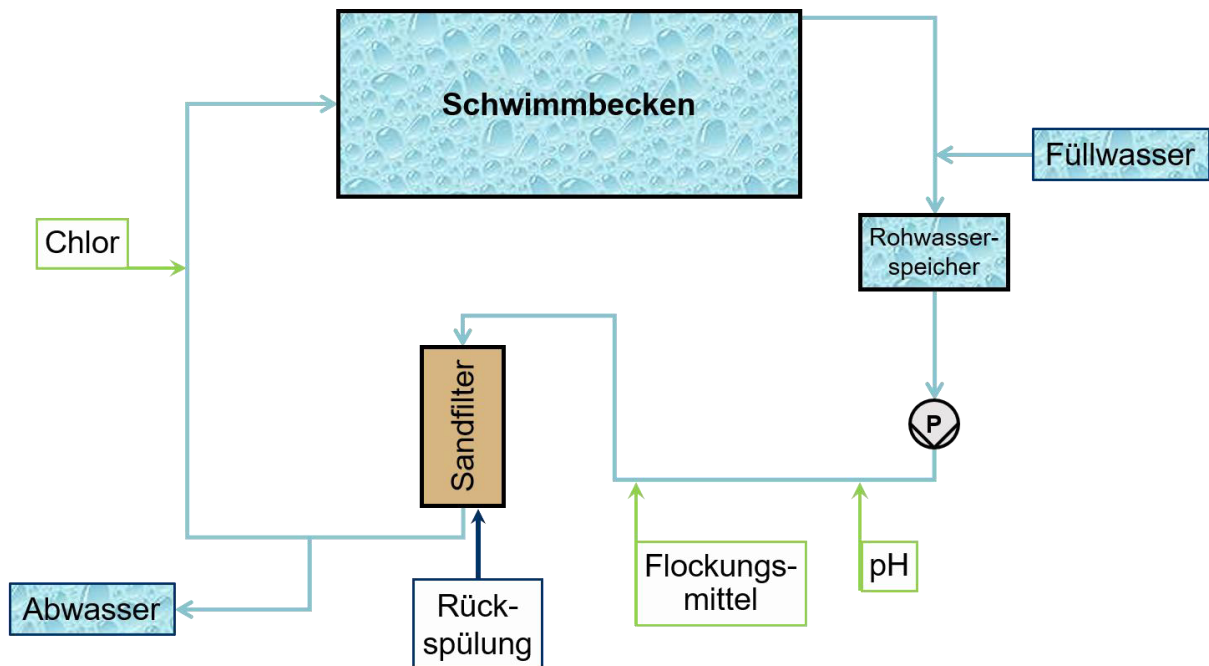 Schwimmbecken
Füllwasser
Chlor
Rohwasser-
speicher
Sandfilter
P
Flockungs-
mittel
pH
Abwasser
Rück-
spülung